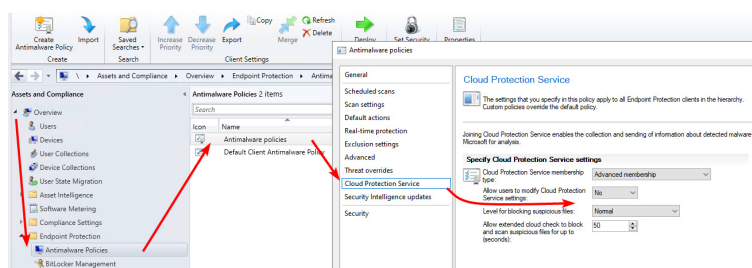 Create
Antimalware Policy
Import
Saved
Searches
Increase
Priority
Decrease
Priority
Export
Copy
Merge
Refresh
Delete
Deploy
Set Security
Properties
Create
Search
Client Settings
\ Assets and Compliance Overview Endpoint Protection Antima
Assets and Compliance
Overview
Users
Devices
User Collections
Device Collections
User State Migration
Asset Intelligence
Software Metering
Compliance Settings
Endpoint Protection
Antimalware Policies
BitLocker Management
Antimalware Policies 2 items
Search
Icon Name
Antimalware policies
Default Client Antimalware Policy
Antimalware policies
General
Scheduled scans
Scan settings
Default actions
Real-time protection
Exclusion settings
Advanced
Threat overrides
Cloud Protection Service
Security Intelligence updates
Security
Cloud Protection Service
The settings that you specify in this policy apply to all Endpoint Protection clients in the hierarchy.
Custom policies override the default policy.
Joining Cloud Protection Service enables the collection and sending of information about detected malware
Microsoft for analysis.
Specify Cloud Protection Service settings
Cloud Protection Service membership
type:
Advanced membership
Allow users to modify Cloud Protection
Service settings:
No
Level for blocking suspicious files:
Normal
Allow extended cloud check to block
and scan suspicious files for up to
(seconds):
50